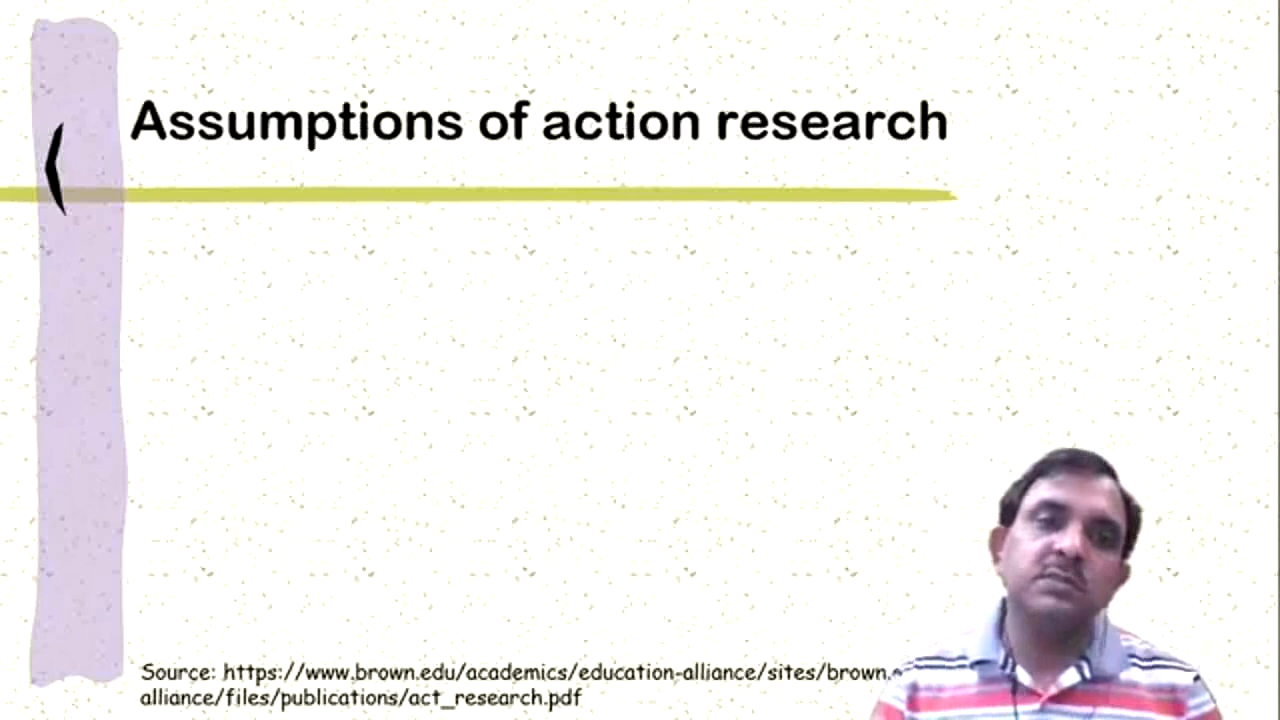 Assumptions of action research
Source: https://www.brown.edu/academics/education-alliance/sites/brown.
alliance/files/publications/act_research.pdf